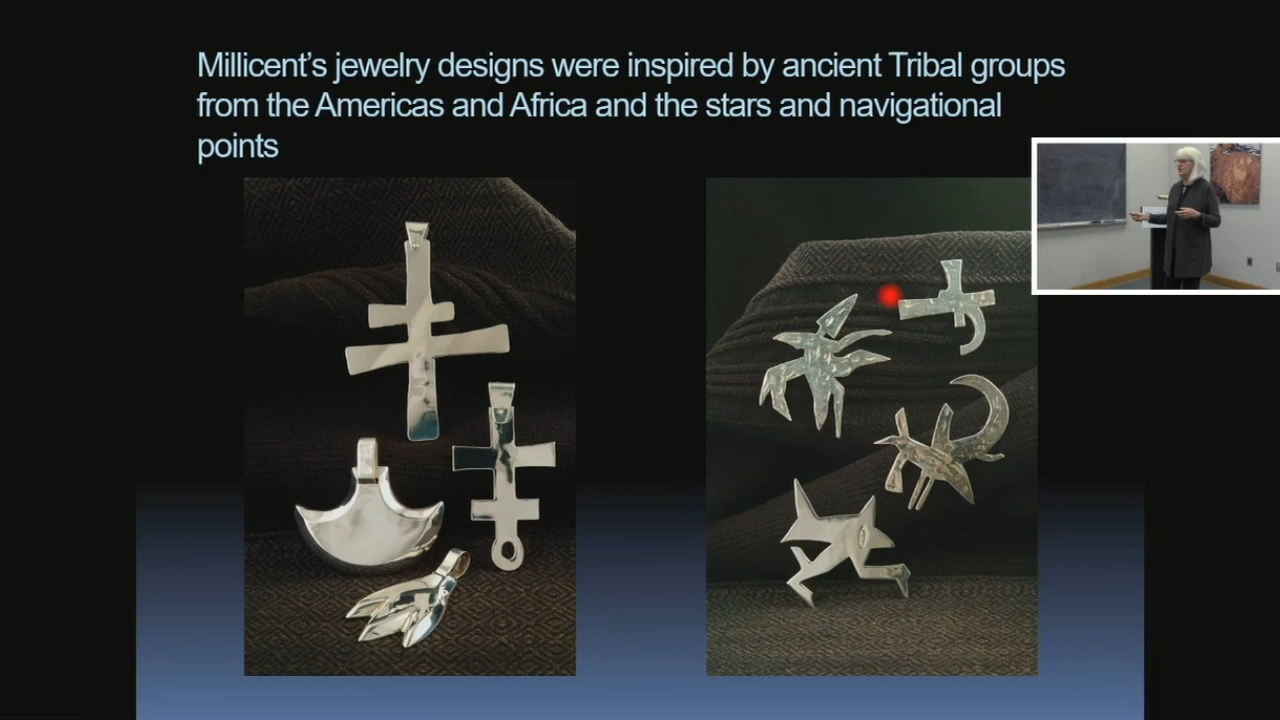 Millicent’s jewelry designs were inspired by ancient Tribal groups
from the Americas and Africa and the stars and navigational
points